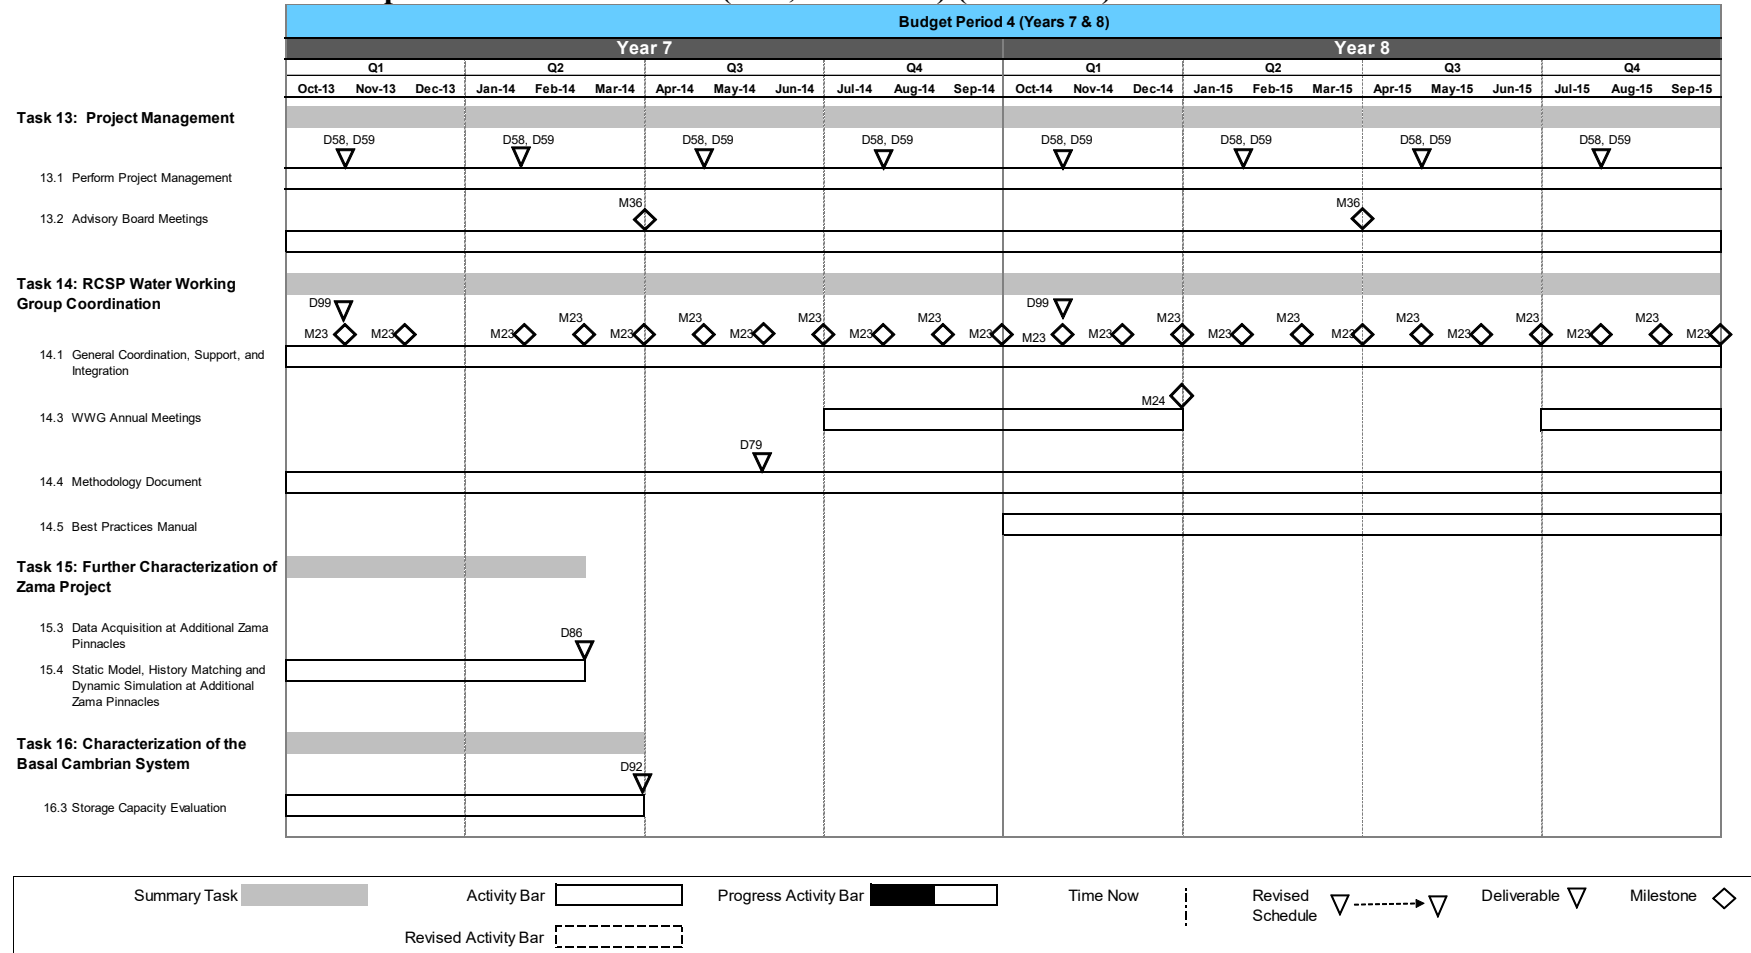 Budget Period 4 (Years 7 & 8)
Year 7 Year 8
Q1 Q2 Q3 Q4 Q1 Q2 Q3 Q4
Oct-13 Nov-13 Dec-13 Jan-14 Feb-14 Mar-14 Apr-14 May-14 Jun-14 Jul-14 Aug-14 Sep-14 Oct-14 Nov-14 Dec-14 Jan-15 Feb-15 Mar-15 Apr-15 May-15 Jun-15 Jul-15 Aug-15 Sep-15
Task 13: Project Management
D58, D59 D58, D59 D58, D59 D58, D59 D58, D59 D58, D59 D58, D59 D58, D59
13.1 Perform Project Management
M36 M36
13.2 Advisory Board Meetings
Task 14: RCSP Water Working
Group Coordination
D99 D99
M23 M23 M23 M23 M23 M23 M23 M23 M23 M23 M23 M23 M23 M23 M23 M23 M23 M23 M23 M23 M23 M23 M23
14.1 General Coordination, Support, and
Integration
M24
14.3 WWG Annual Meetings
D79
14.4 Methodology Document
14.5 Best Practices Manual
Task 15: Further Characterization of
Zama Project
15.3 Data Acquisition at Additional Zama
Pinnacles
D86
15.4 Static Model, History Matching and
Dynamic Simulation at Additional
Zama Pinnacles
Task 16: Characterization of the
Basal Cambrian System
D92
16.3 Storage Capacity Evaluation
Summary Task Activity Bar Progress Activity Bar Time Now Revised Schedule Deliverable Milestone
Revised Activity Bar